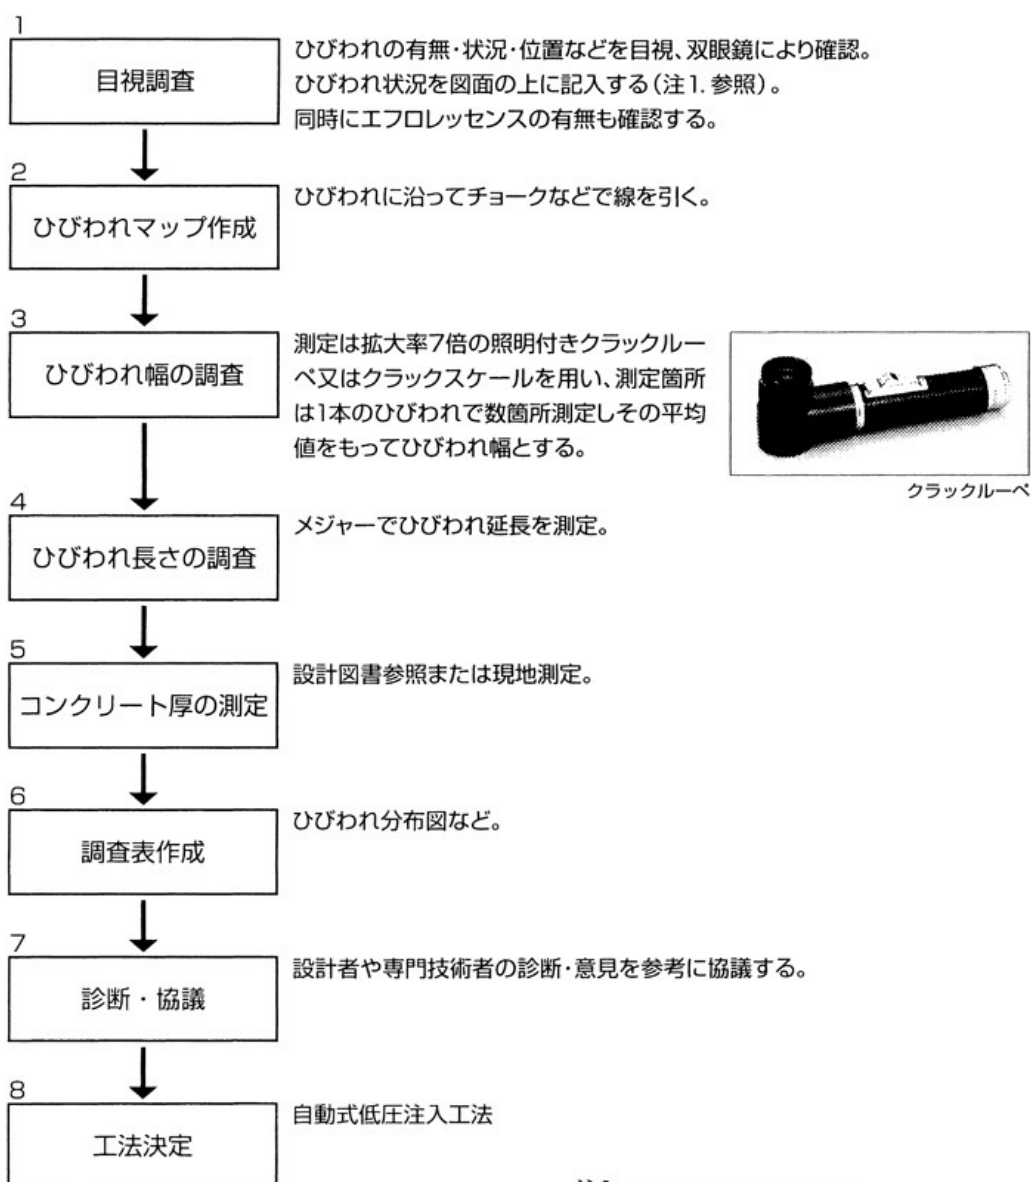 1
目視調査
ひびわれの有無・状況・位置などを目視、双眼鏡により確認。
ひびわれ状況を図面の上に記入する(注1. 参照)。
同時にエフロレッセンスの有無も確認する。
2
ひびわれマップ作成
ひびわれに沿ってチョークなどで線を引く。
3
ひびわれ幅の調査
測定は拡大率7倍の照明付きクラックルー
ペ又はクラックスケールを用い、測定箇所
は1本のひびわれで数箇所測定しその平均
値をもってひびわれ幅とする。
クラックルーペ
4
ひびわれ長さの調査
メジャーでひびわれ延長を測定。
5
コンクリート厚の測定
設計図書参照または現地測定。
6
調査表作成
ひびわれ分布図など。
7
診断・協議
設計者や専門技術者の診断・意見を参考に協議する。
8
工法決定
自動式低圧注入工法